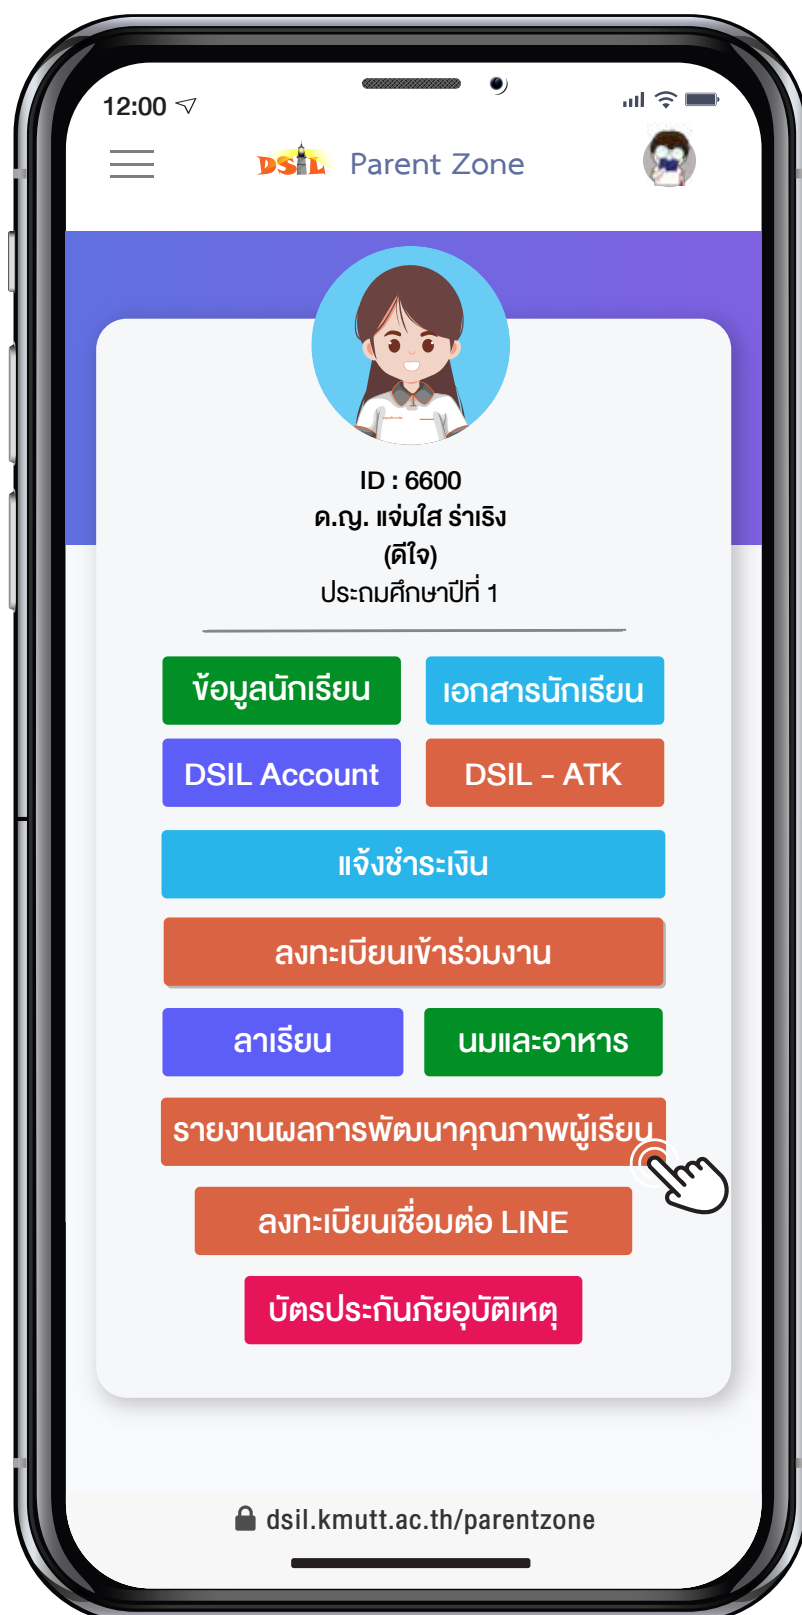 12:00
DSIL Parent Zone
ID : 6600
ด.ญ. แจ่มใส ร่าเริง
(ดีใจ)
ประถมศึกษาปีที่ 1
ข้อมูลนักเรียน เอกสารนักเรียน
DSIL Account DSIL - ATK
แจ้งชำระเงิน
ลงทะเบียนเข้าร่วมงาน
ลาเรียน นมและอาหาร
รายงานผลการพัฒนาคุณภาพผู้เรียน
ลงทะเบียนเชื่อมต่อ LINE
บัตรประกันภัยอุบัติเหตุ
dsil.kmutt.ac.th/parentzone